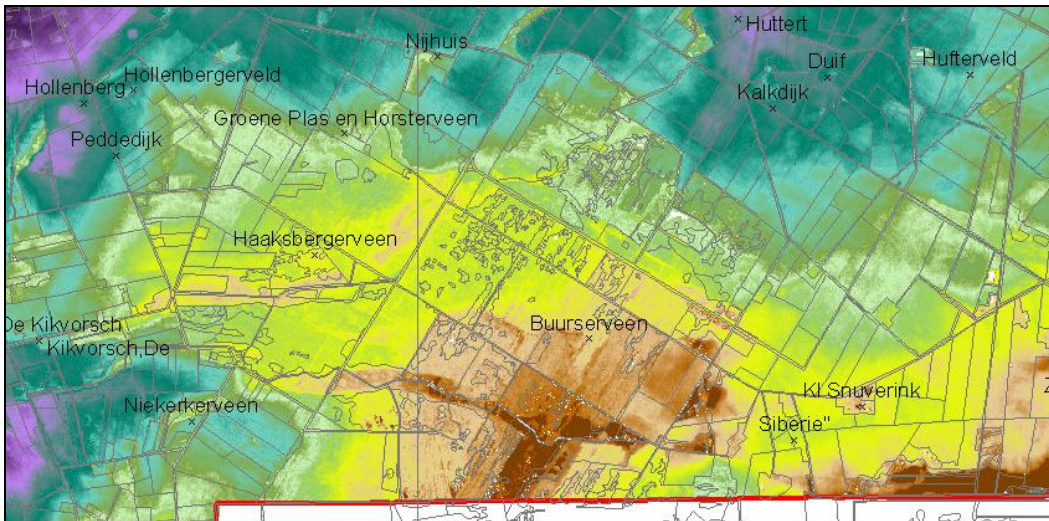 Huttert
Nijhuis
Duif
Hufterveld
Hollenbergerveld
Hollenberg
Kalkdijk
Groene Plas en Horsterveen
Peddedijk
Haaksbergerveen
De Kikvorsch
Buurserveen
Kikvorsch,De
Kl Snuverink
4
Niekerkerveen
Siberie"